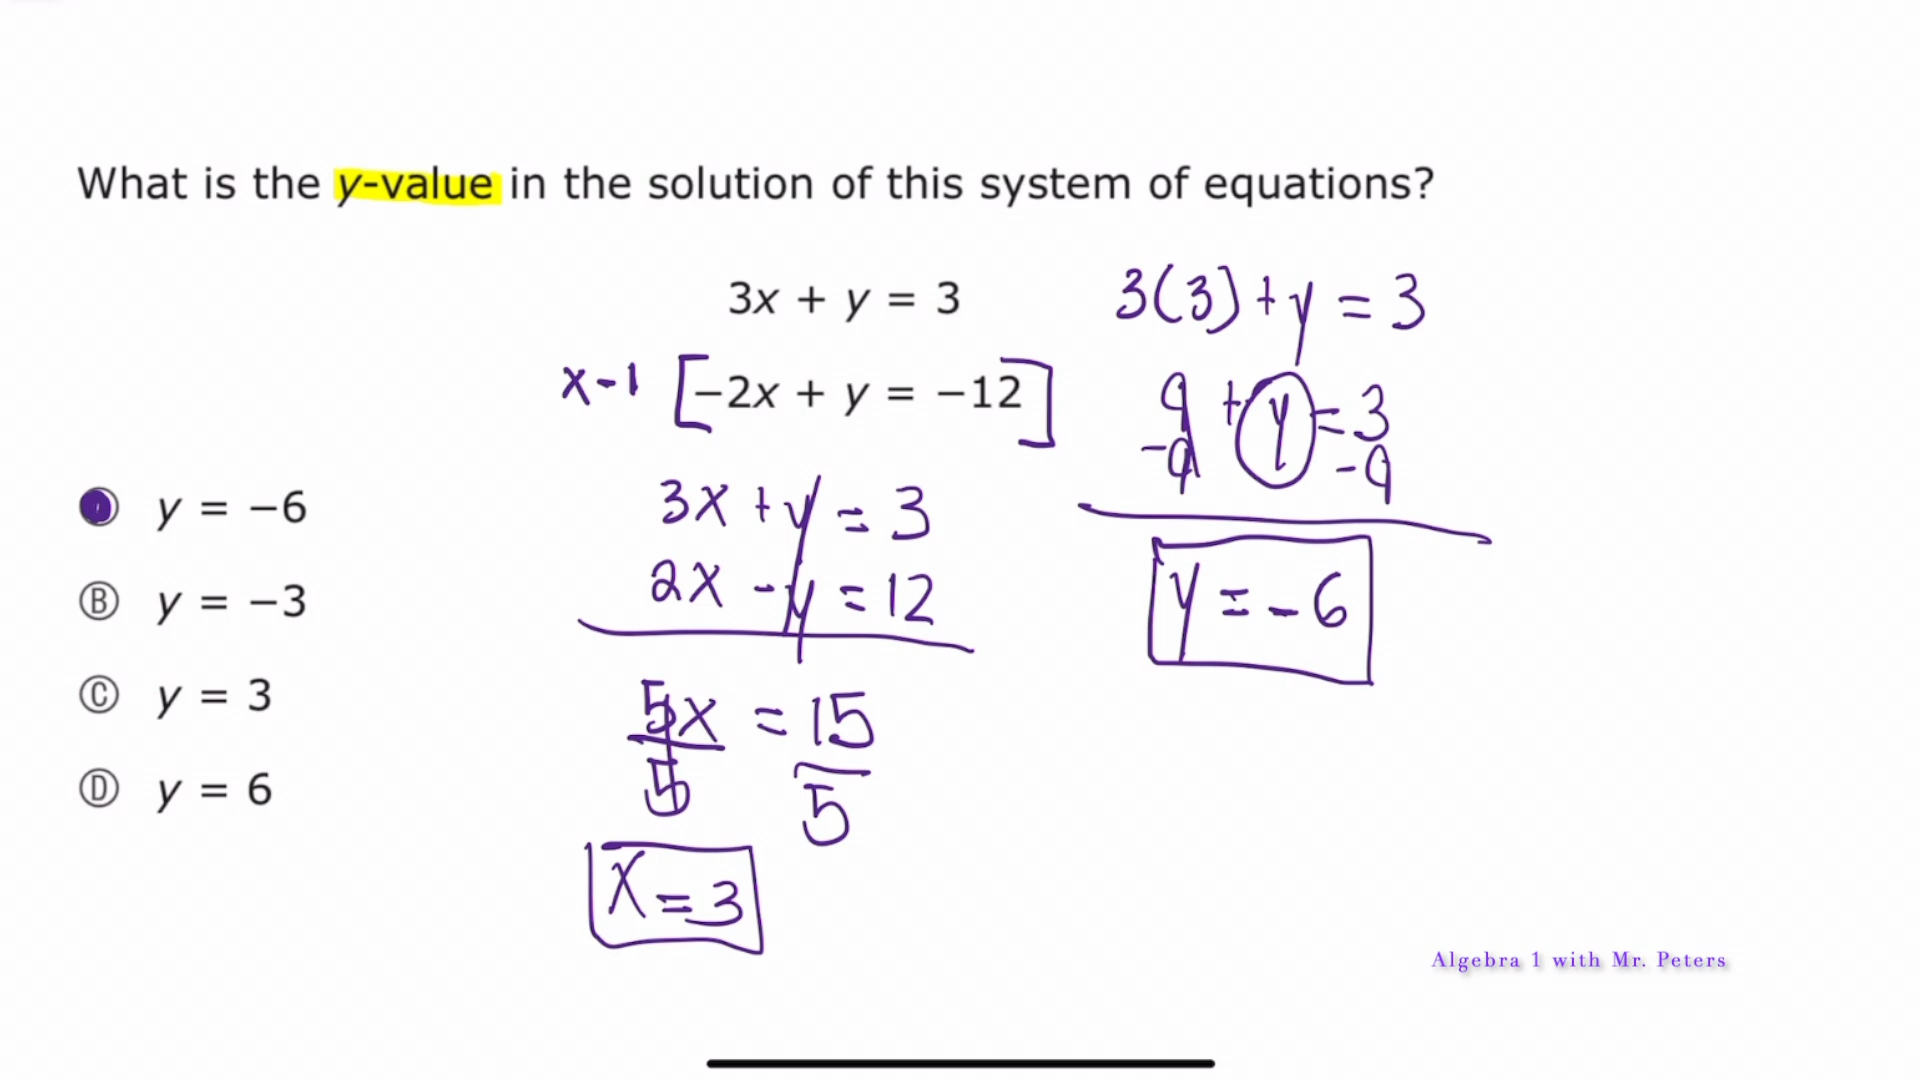 What is the y-value in the solution of this system of equations?
3x + y = 3
x-1 [-2x + y = -12]
A y = -6
B y = -3
C y = 3
D y = 6
3x + y = 3
2x - y = 12
5x = 15
5 5
x = 3
3(3) + y = 3
9 + y = 3
-9 -9
y = -6
Algebra 1 with Mr. Peters